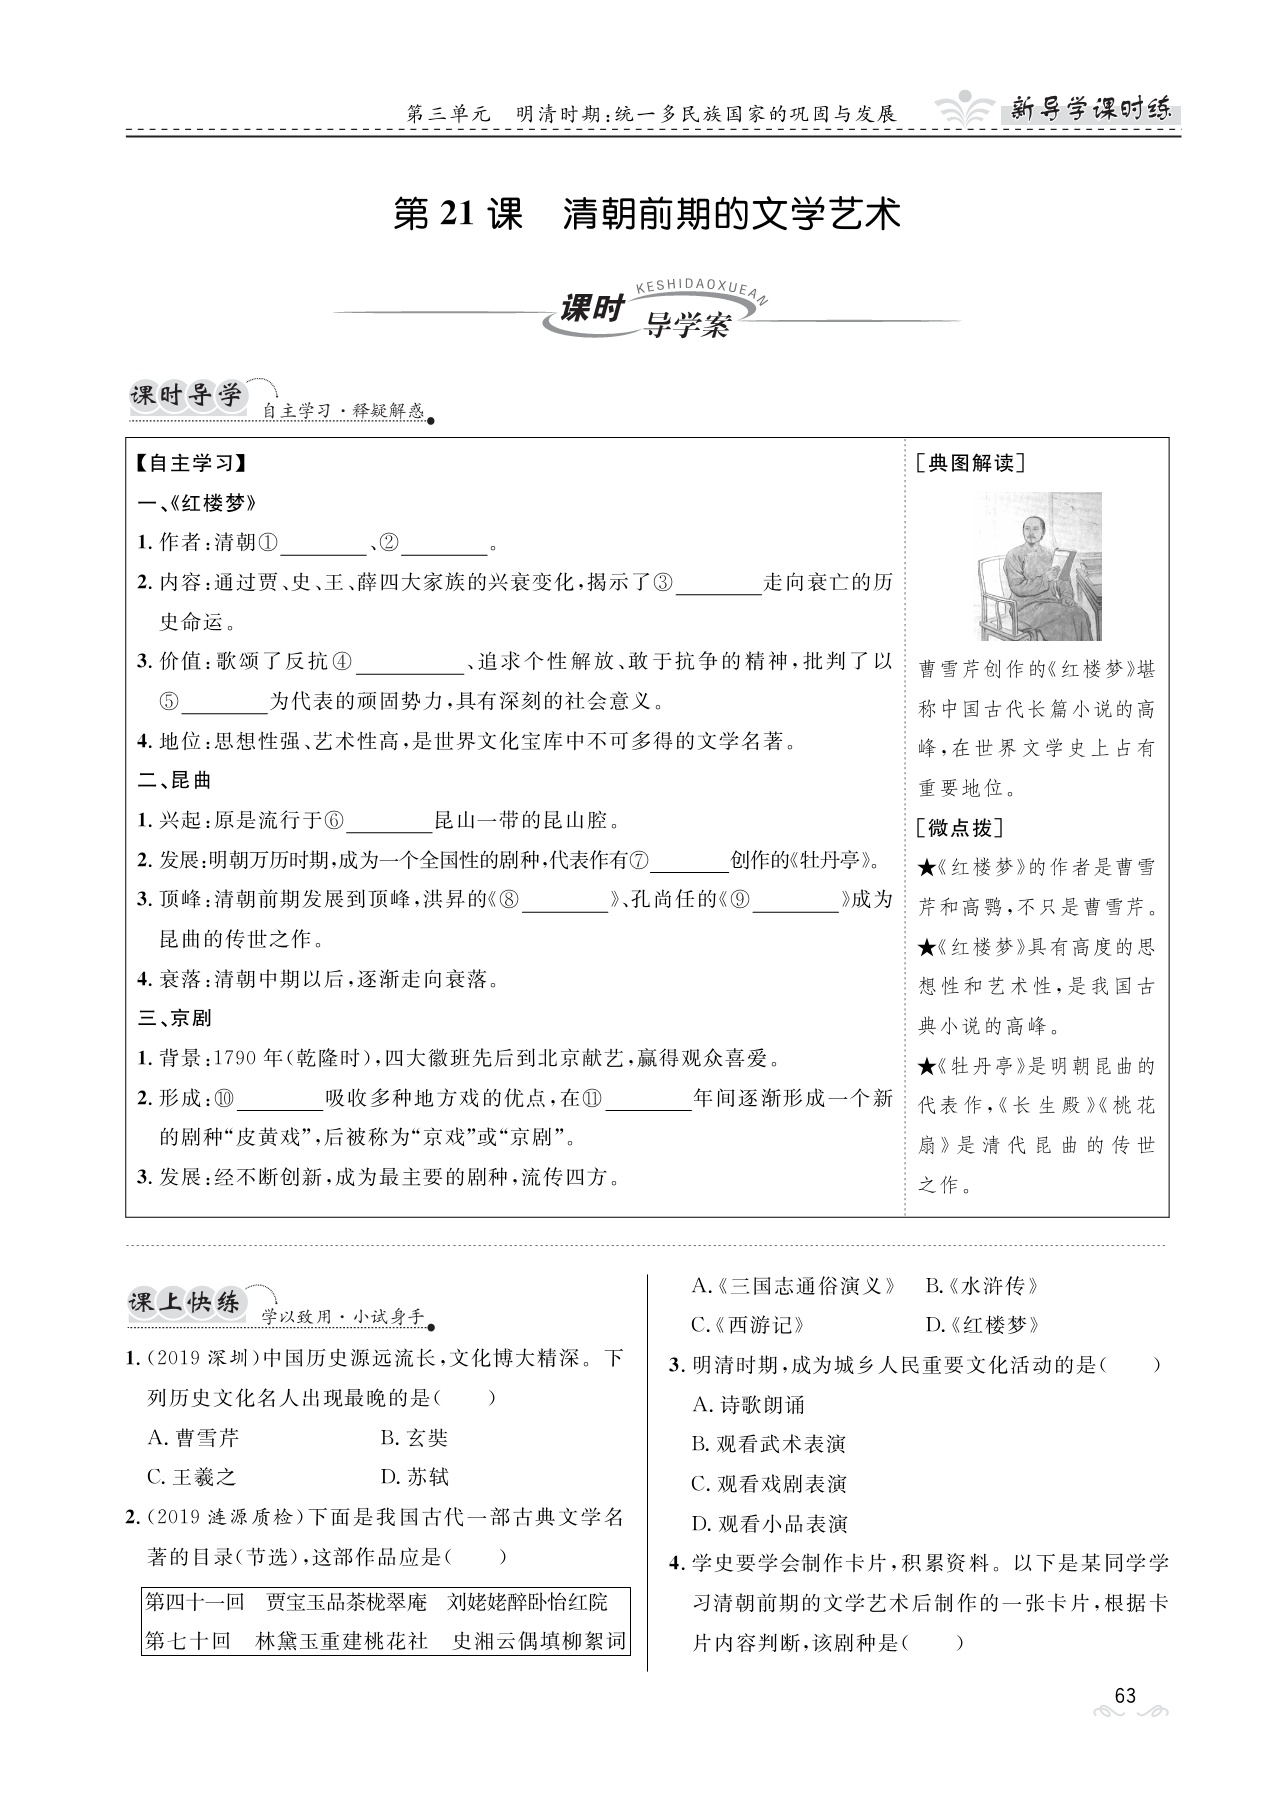 第三单元　明清时期:统一多民族国家的巩固与发展
新导学课时练
第 21 课　清朝前期的文学艺术
KESHIDAOXUEAN
课时
导学案
课时导学
自主学习·释疑解惑
【自主学习】
一、《红楼梦》
1. 作者:清朝①________、②________。
2. 内容:通过贾、史、王、薛四大家族的兴衰变化,揭示了③________走向衰亡的历
史命运。
3. 价值:歌颂了反抗④__________、追求个性解放、敢于抗争的精神,批判了以
⑤________为代表的顽固势力,具有深刻的社会意义。
4. 地位:思想性强、艺术性高,是世界文化宝库中不可多得的文学名著。
二、昆曲
1. 兴起:原是流行于⑥________昆山一带的昆山腔。
2. 发展:明朝万历时期,成为一个全国性的剧种,代表作有⑦________创作的《牡丹亭》。
3. 顶峰:清朝前期发展到顶峰,洪昇的《⑧________》、孔尚任的《⑨________》成为
昆曲的传世之作。
4. 衰落:清朝中期以后,逐渐走向衰落。
三、京剧
1. 背景:1790 年(乾隆时),四大徽班先后到北京献艺,赢得观众喜爱。
2. 形成:⑩________吸收多种地方戏的优点,在⑪________年间逐渐形成一个新
的剧种“皮黄戏”,后被称为“京戏”或“京剧”。
3. 发展:经不断创新,成为最主要的剧种,流传四方。
[典图解读]
曹雪芹创作的《红楼梦》堪
称中国古代长篇小说的高
峰,在世界文学史上占有
重要地位。
[微点拨]
★《红楼梦》的作者是曹雪
芹和高鹗,不只是曹雪芹。
★《红楼梦》具有高度的思
想性和艺术性,是我国古
典小说的高峰。
★《牡丹亭》是明朝昆曲的
代表作,《长生殿》《桃花
扇》是清代昆曲的传世
之作。
课上快练
学以致用·小试身手
1. (2019 深圳)中国历史源远流长,文化博大精深。下
列历史文化名人出现最晚的是(　　)
A. 曹雪芹　B. 玄奘
C. 王羲之　D. 苏轼
2. (2019 涟源质检)下面是我国古代一部古典文学名
著的目录(节选),这部作品应是(　　)
第四十一回　贾宝玉品茶栊翠庵　刘姥姥醉卧怡红院
第七十回　林黛玉重建桃花社　史湘云偶填柳絮词
A.《三国志通俗演义》　B.《水浒传》
C.《西游记》　D.《红楼梦》
3. 明清时期,成为城乡人民重要文化活动的是(　　)
A. 诗歌朗诵
B. 观看武术表演
C. 观看戏剧表演
D. 观看小品表演
4. 学史要学会制作卡片,积累资料。以下是某同学学
习清朝前期的文学艺术后制作的一张卡片,根据卡
片内容判断,该剧种是(　　)
63